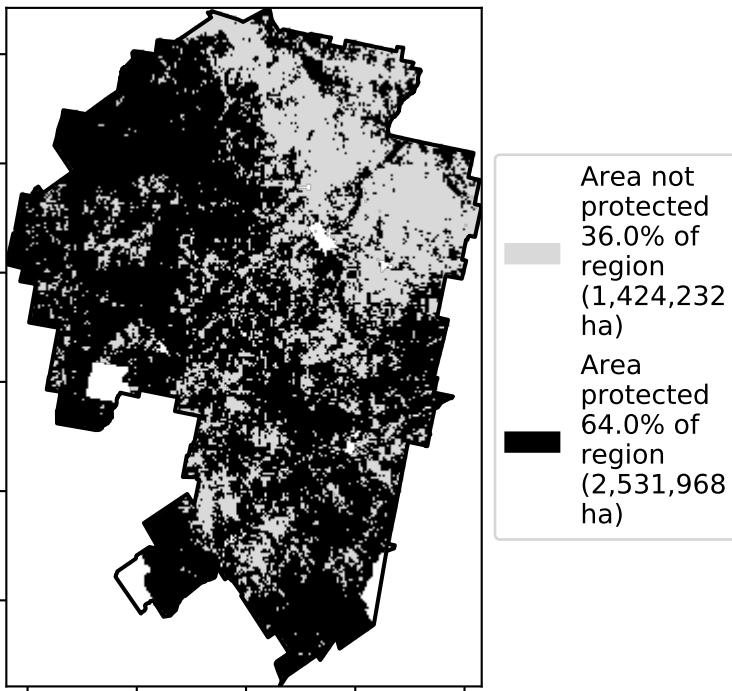 Area not
protected
36.0% of
region
(1,424,232
ha)
Area
protected
64.0% of
region
(2,531,968
ha)